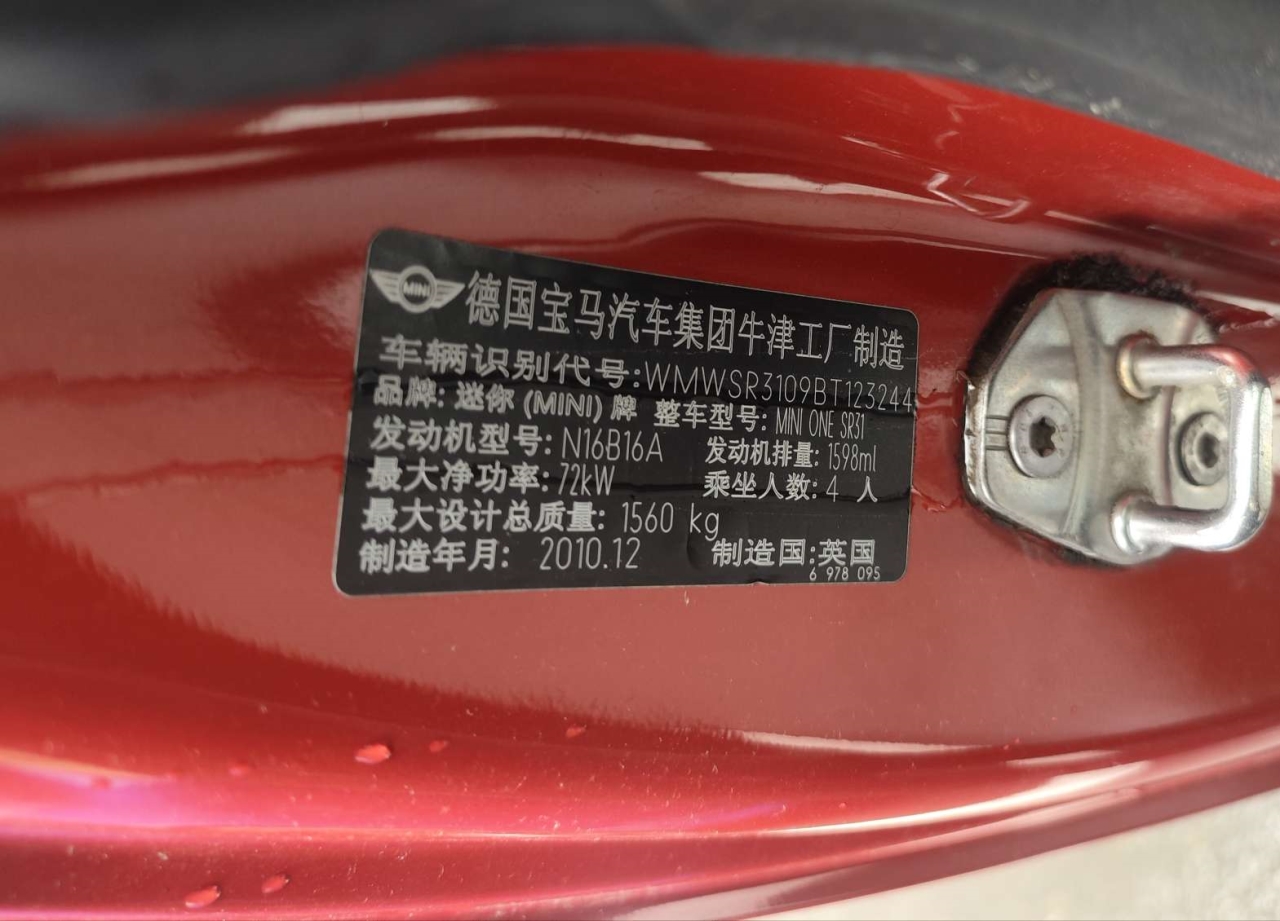 MINI 德国宝马汽车集团牛津工厂制造
车辆识别代号:WMWSR3109BT123244
品牌: 迷你 (MINI) 牌 整车型号: MINI ONE SR31
发动机型号: N16B16A 发动机排量: 1598ml
最大净功率: 72kW 乘坐人数: 4 人
最大设计总质量: 1560 kg
制造年月: 2010.12 制造国:英国
6 978 095